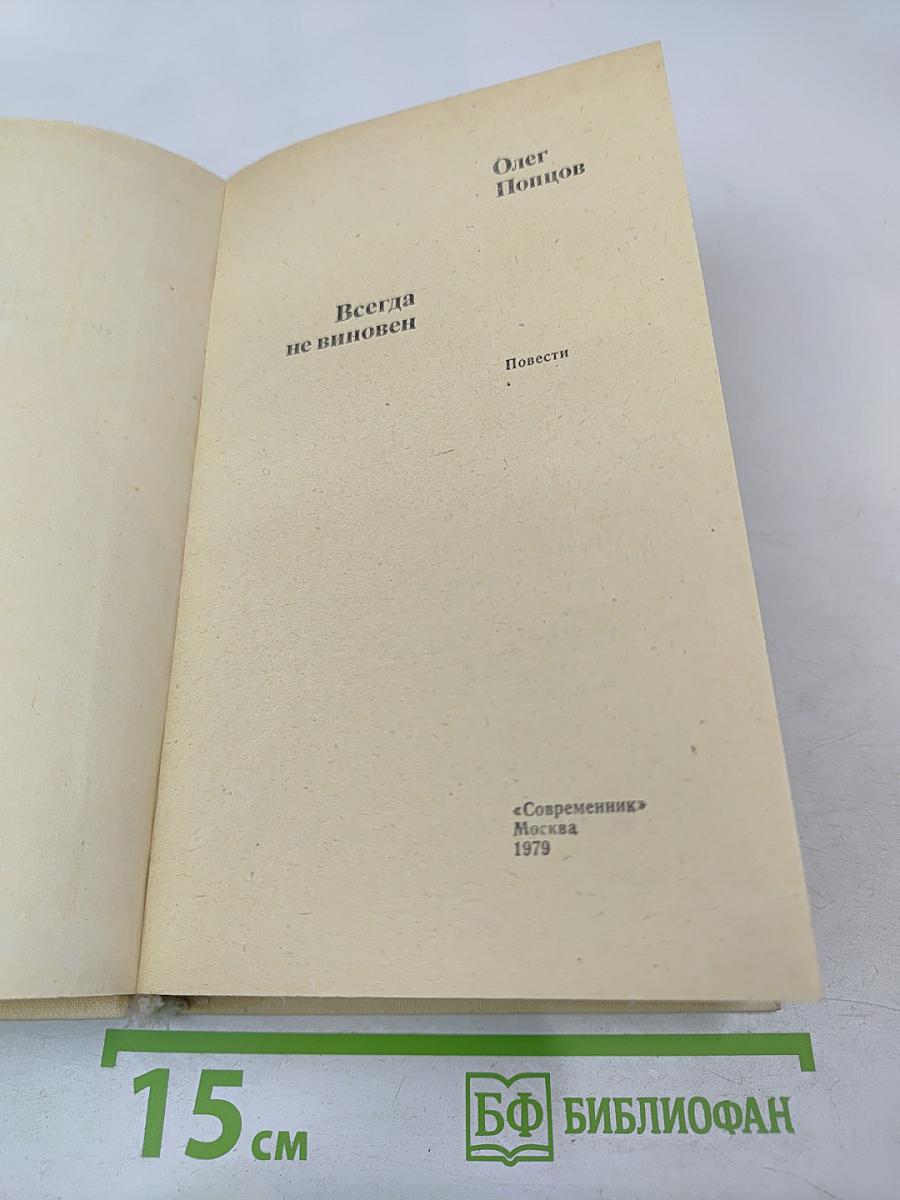 Олег
Попцов
Всегда
не виновен
Повести
«Современник»
Москва
1979
15 см
БФ БИБЛИОФАН